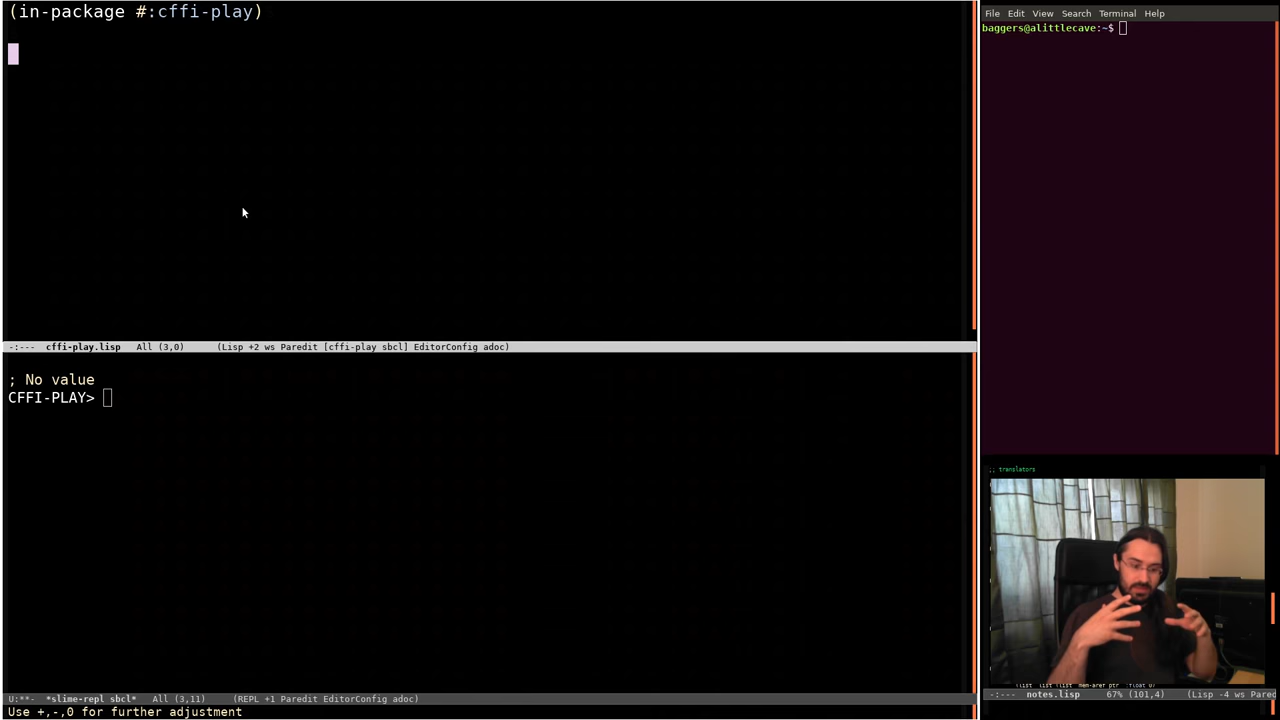 (in-package #:cffi-play)
-:--- cffi-play.lisp All (3,0) (Lisp +2 ws Paredit [cffi-play sbcl] EditorConfig adoc)
; No value
CFFI-PLAY>
U:**- *slime-repl sbcl* All (3,11) (REPL +1 Paredit EditorConfig adoc)
Use +,-,0 for further adjustment
File Edit View Search Terminal Help
baggers@alittlecave:~$
;; translators
-:--- notes.lisp 67% (101,4) (Lisp -4 ws Pared